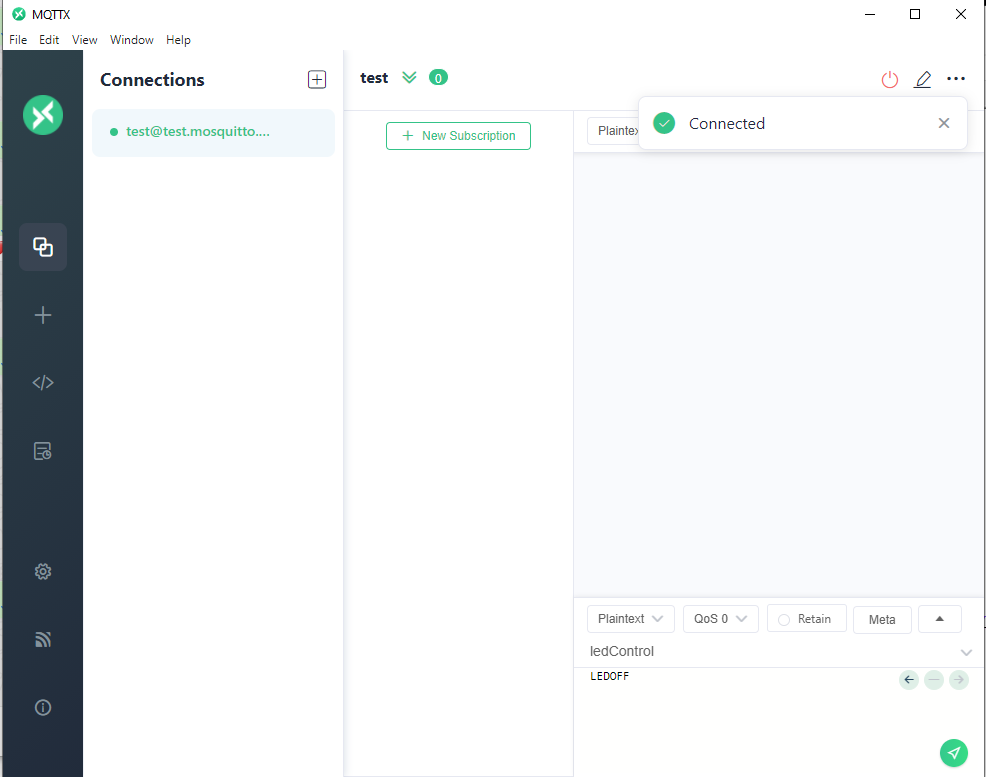 MQTTX
File Edit View Window Help
Connections
test@test.mosquitto....
test 0
New Subscription
Plaintex
Connected
Plaintext QoS 0 Retain Meta
ledControl
LEDOFF